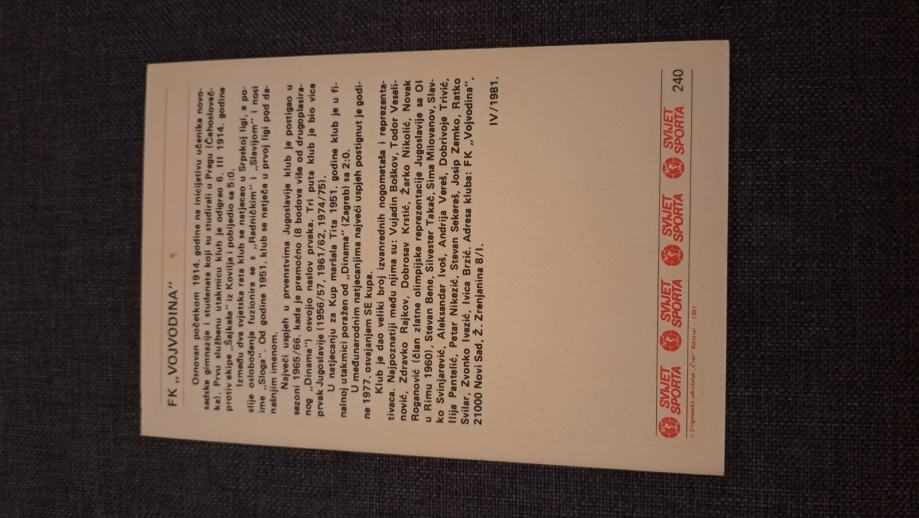 FK „VOJVODINA"
Osnovan početkom 1914. godine na inicijativu učenika novo-
sadske gimnazije i studenata koji su studirali u Pragu (Čehoslovač-
ka). Prvu službenu utakmicu klub je odigrao 6. III 1914. godine
protiv ekipe „Šajkaša" iz Kovilja i pobijedio sa 5:0.
Između dva svjetska rata klub se natjecao u Srpskoj ligi, a po-
slije oslobođenja fuzionira se s „Radničkim" i „Slavijom" i nosi
ime „Sloga". Od godine 1951. klub se natječe u prvoj ligi pod da-
našnjim imenom.
Najveći uspjeh u prvenstvima Jugoslavije klub je postigao u
sezoni 1965/66. kada je premoćno (8 bodova više od drugoplasira-
nog „Dinama") osvojio naslov prvaka. Tri puta klub je bio vice
prvak Jugoslavije (1956/57, 1961/62, 1974/75).
U natjecanju za Kup maršala Tita 1951. godine klub je u fi-
nalnoj utakmici poražen od „Dinama" (Zagreb) sa 2:0.
U međunarodnim natjecanjima najveći uspjeh postignut je godi-
ne 1977. osvajanjem SE kupa.
Klub je dao veliki broj izvanrednih nogometaša i reprezenta-
tivaca. Najpoznatiji među njima su: Vujadin Boškov, Todor Veseli-
nović, Zdravko Rajkov, Dobrosav Krstić, Žarko Nikolić, Novak
Roganović (član zlatne olimpijske reprezentacije Jugoslavije sa OI
u Rimu 1960), Stevan Bene, Silvester Takač, Sima Milovanov, Slav-
ko Svinjarević, Aleksandar Ivoš, Andrija Vereš, Dobrivoje Trivić,
Ilija Pantelić, Petar Nikezić, Stevan Sekereš, Josip Zemko, Ratko
Svilar, Zvonko Ivezić, Ivica Brzić. Adresa kluba: FK „Vojvodina",
21000 Novi Sad, Ž. Zrenjanina 8/I.
IV/1981.
SVIJET SPORTA SVIJET SPORTA SVIJET SPORTA SVIJET SPORTA 240
1981